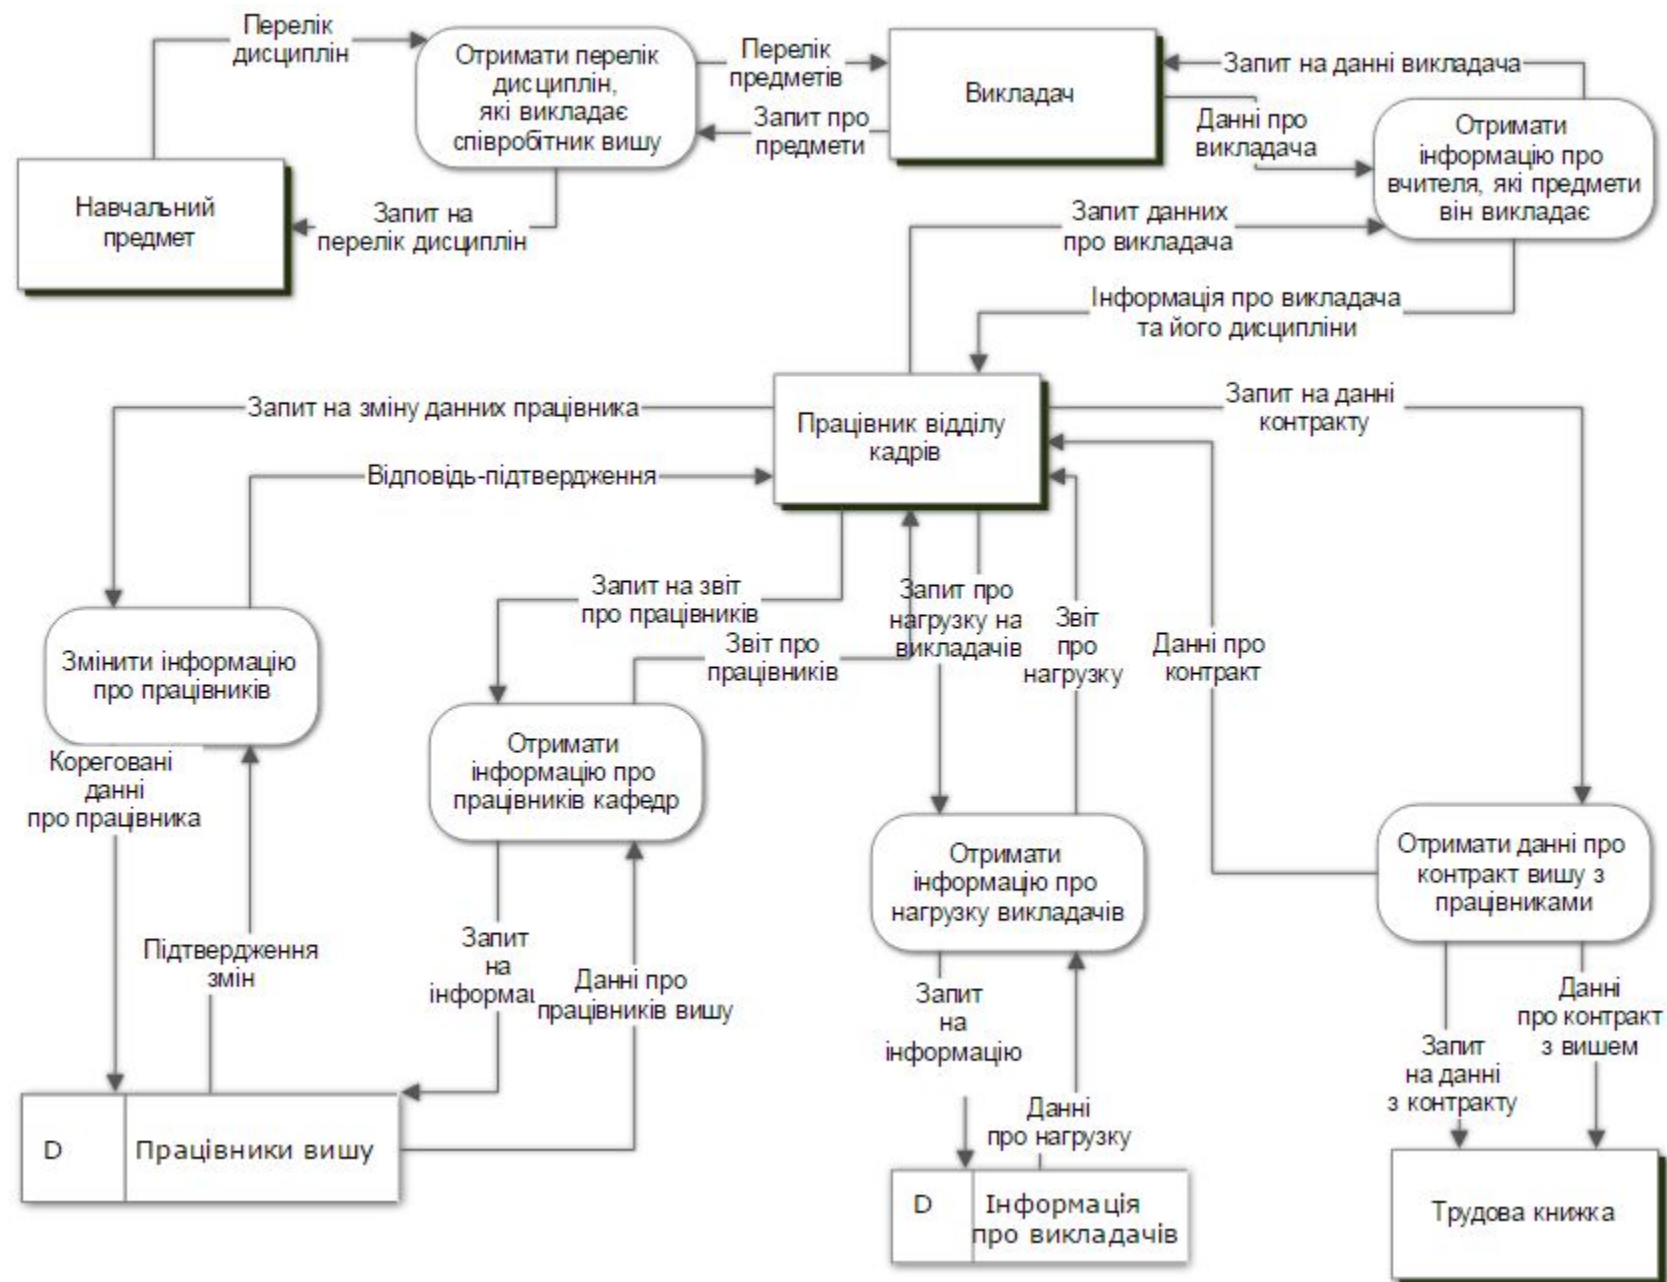 Перелік
дисциплін
Отримати перелік
дисциплін,
які викладає
співробітник вишу
Перелік
предметів
Запит про
предмети
Викладач
Запит на данні викладача
Данні про
викладача
Отримати
інформацію про
вчителя, які предмети
він викладає
Навчальний
предмет
Запит на
перелік дисциплін
Запит данних
про викладача
Інформація про викладача
та його дисципліни
Запит на зміну данних працівника
Працівник відділу
кадрів
Запит на данні
контракту
Відповідь-підтвердження
Запит на звіт
про працівників
Звіт про
працівників
Запит про
нагрузку на
викладачів
Звіт
про
нагрузку
Данні про
контракт
Змінити інформацію
про працівників
Отримати
інформацію про
працівників кафедр
Отримати
інформацію про
нагрузку викладачів
Отримати данні про
контракт вишу з
працівниками
Кореговані
данні
про працівника
Підтвердження
змін
Запит
на
Данні про
працівників вишу
Запит
на
інформацію
Данні
про нагрузку
Запит
на данні
з контракту
Данні
про контракт
з вишем
D
Працівники вишу
D
Інформація
про викладачів
Трудова книжка